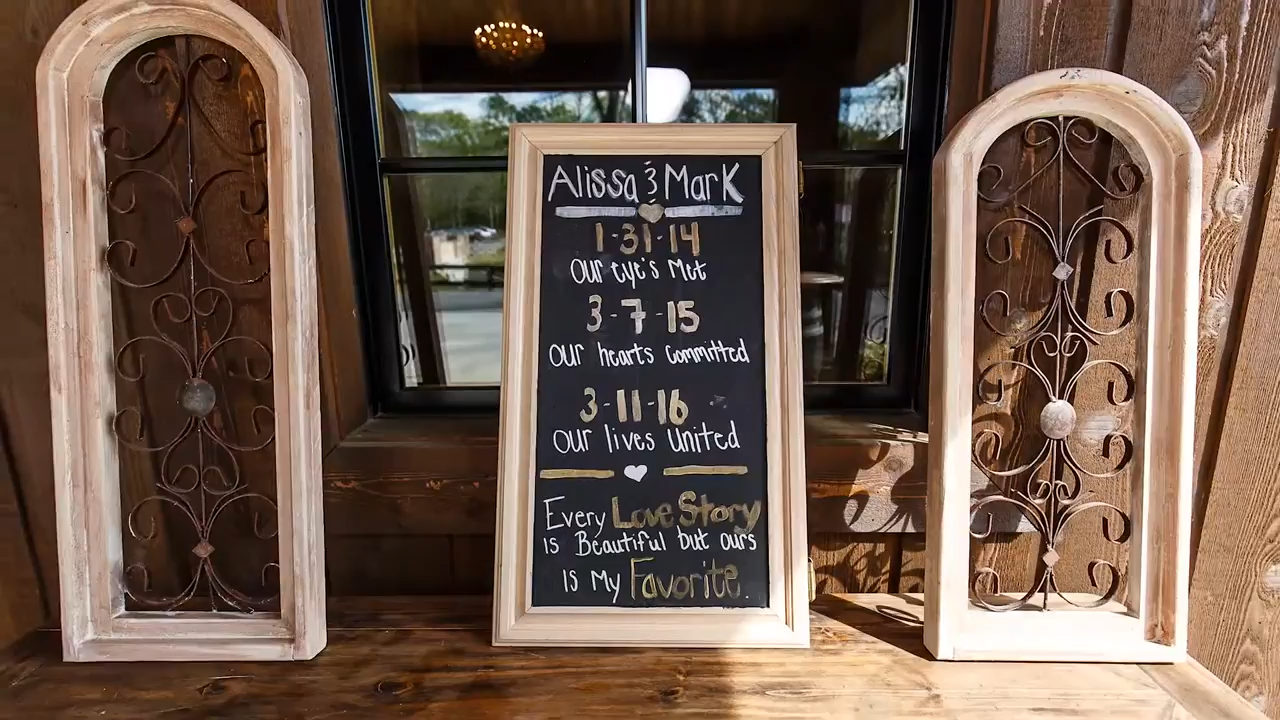 Alissa & Mark
1-31-14
our eye's Met
3-7-15
our hearts committed
3-11-16
our lives united
Every Love Story
is Beautiful but ours
is My Favorite.